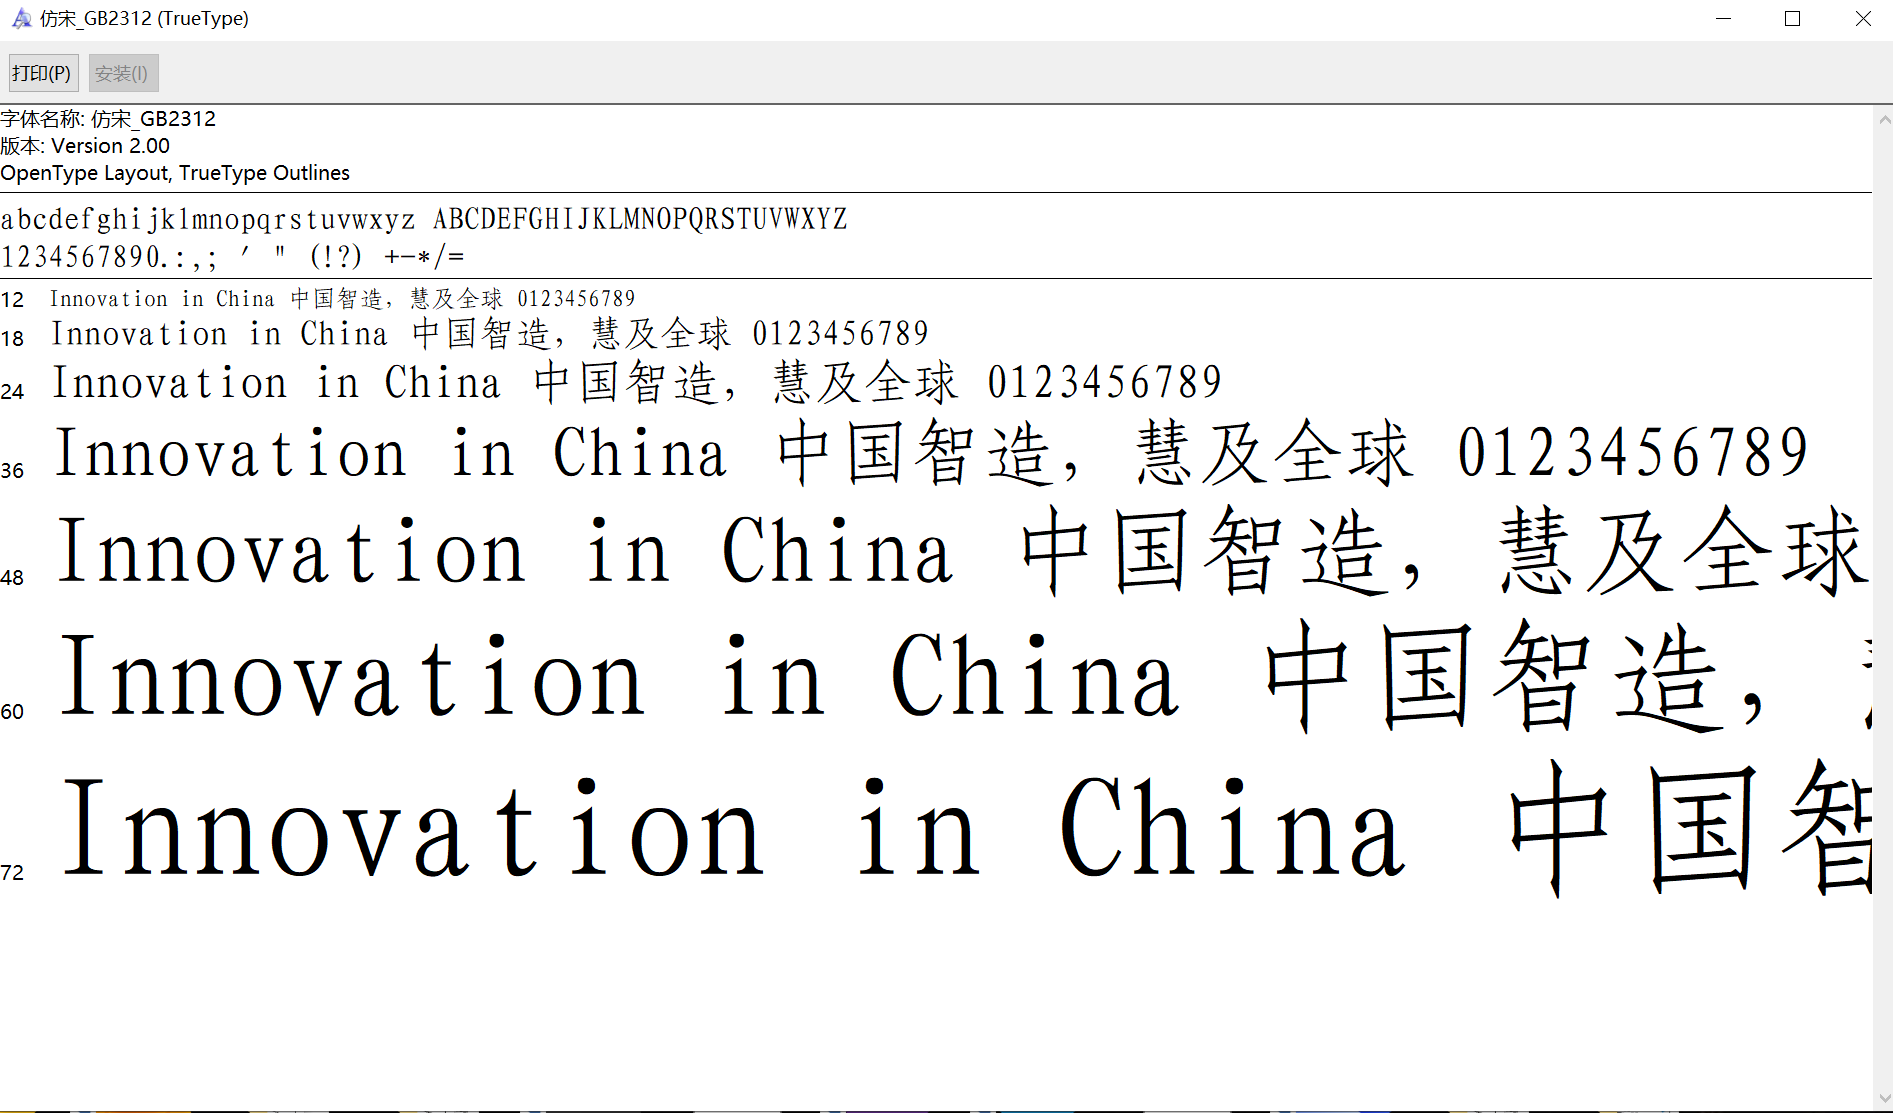 仿宋_GB2312 (TrueType)
打印(P) 安装(I)
字体名称: 仿宋_GB2312
版本: Version 2.00
OpenType Layout, TrueType Outlines
abcdefghijklmnopqrstuvwxyz ABCDEFGHIJKLMNOPQRSTUVWXYZ
1234567890.:,; ' " (!?) +-*/=
12 Innovation in China 中国智造，慧及全球 0123456789
18 Innovation in China 中国智造，慧及全球 0123456789
24 Innovation in China 中国智造，慧及全球 0123456789
36 Innovation in China 中国智造，慧及全球 0123456789
48 Innovation in China 中国智造，慧及全球
60 Innovation in China 中国智造，
72 Innovation in China 中国智